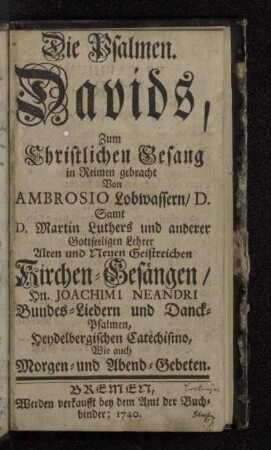 Die Psalmen.
Davids,
Zum
Christlichen Gesang
in Reimen gebracht
Von
AMBROSIO Lobwassern/ D.
Samt
D. Martin Luthers und anderer
Gottseeligen Lehrer
Alten und Neuen Geistreichen
Kirchen-Gesängen/
Hn. JOACHIMI NEANDRI
Bundes-Liedern und Danck-
Psalmen,
Heydelbergischen Catechismo,
Wie auch
Morgen- und Abend-Gebeten.
BREMEN,
Werden verkaufft bey dem Amt der Buch-
binder; 1740.